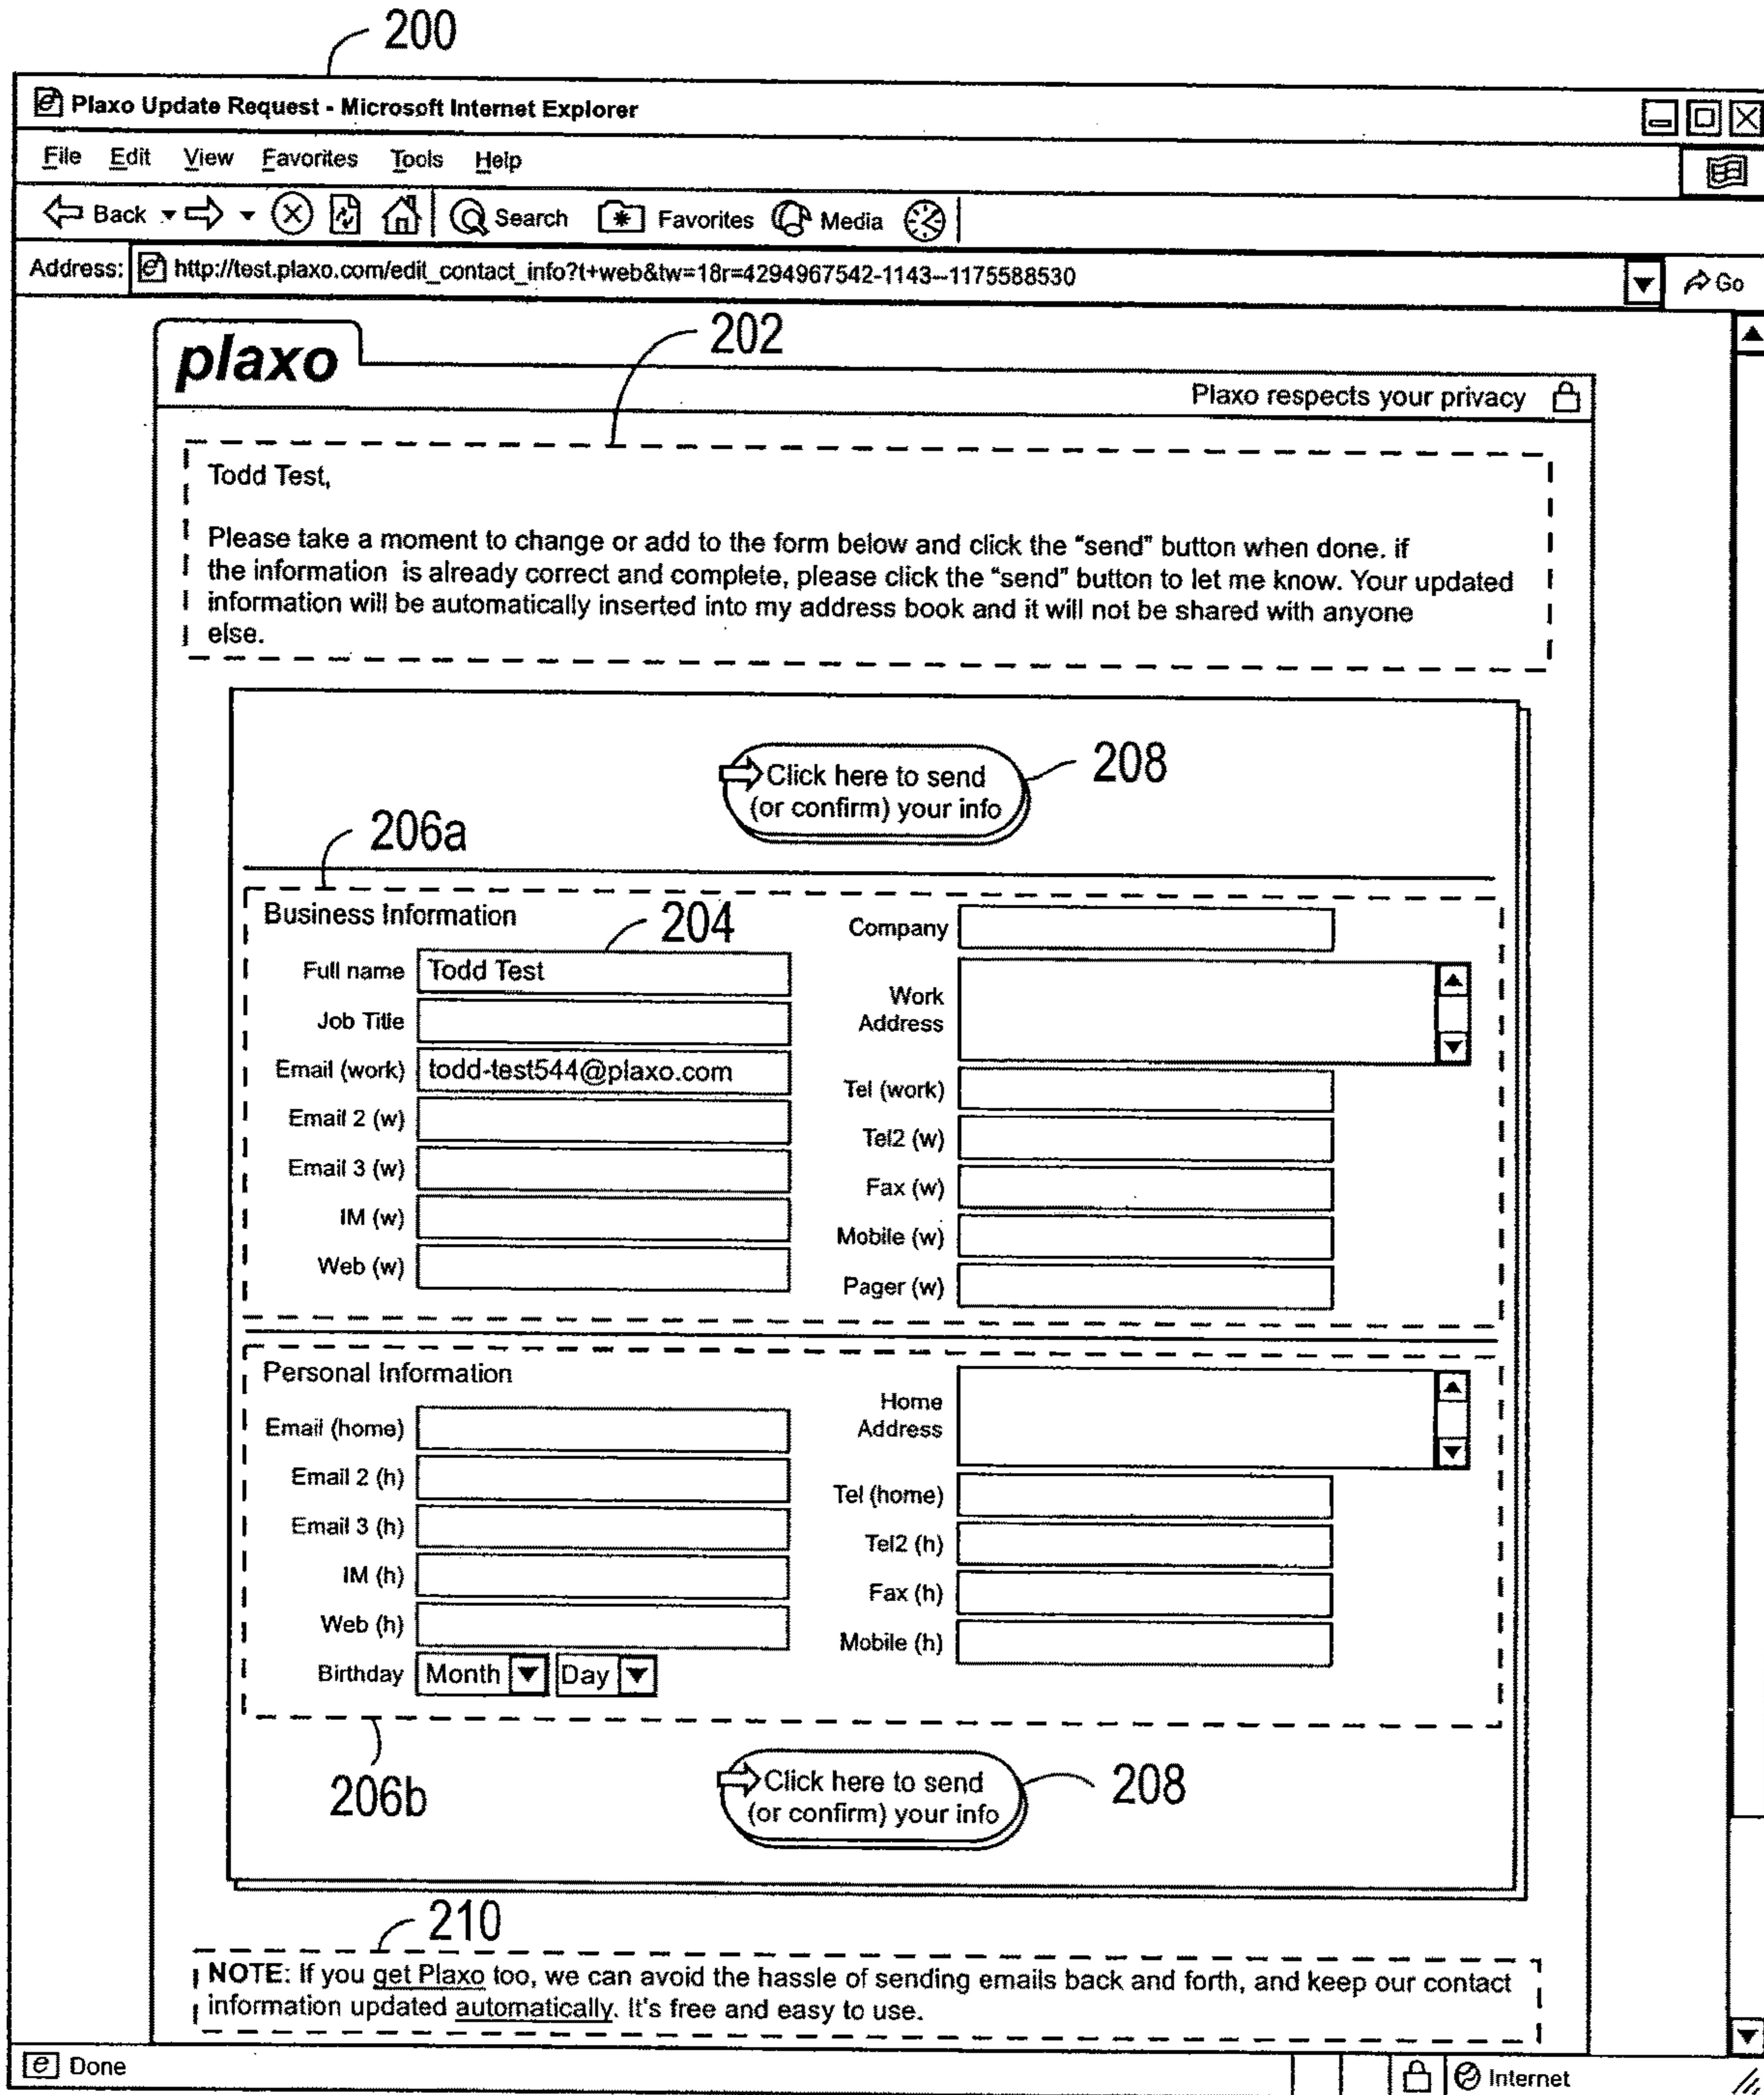 200
Plaxo Update Request - Microsoft Internet Explorer
File Edit View Favorites Tools Help
Back Search Favorites Media
Address: http://test.plaxo.com/edit_contact_info?t+web&tw=18r=4294967542-1143--1175588530 Go
202
plaxo
Plaxo respects your privacy
Todd Test,
Please take a moment to change or add to the form below and click the “send” button when done. if
the information is already correct and complete, please click the “send” button to let me know. Your updated
information will be automatically inserted into my address book and it will not be shared with anyone
else.
Click here to send
(or confirm) your info
208
206a
Business Information
204
Full name Todd Test
Job Title
Email (work) todd-test544@plaxo.com
Email 2 (w)
Email 3 (w)
IM (w)
Web (w)
Company
Work
Address
Tel (work)
Tel2 (w)
Fax (w)
Mobile (w)
Pager (w)
Personal Information
Email (home)
Email 2 (h)
Email 3 (h)
IM (h)
Web (h)
Birthday Month Day
Home
Address
Tel (home)
Tel2 (h)
Fax (h)
Mobile (h)
206b
Click here to send
(or confirm) your info
208
210
NOTE: If you get Plaxo too, we can avoid the hassle of sending emails back and forth, and keep our contact
information updated automatically. It's free and easy to use.
Done Internet